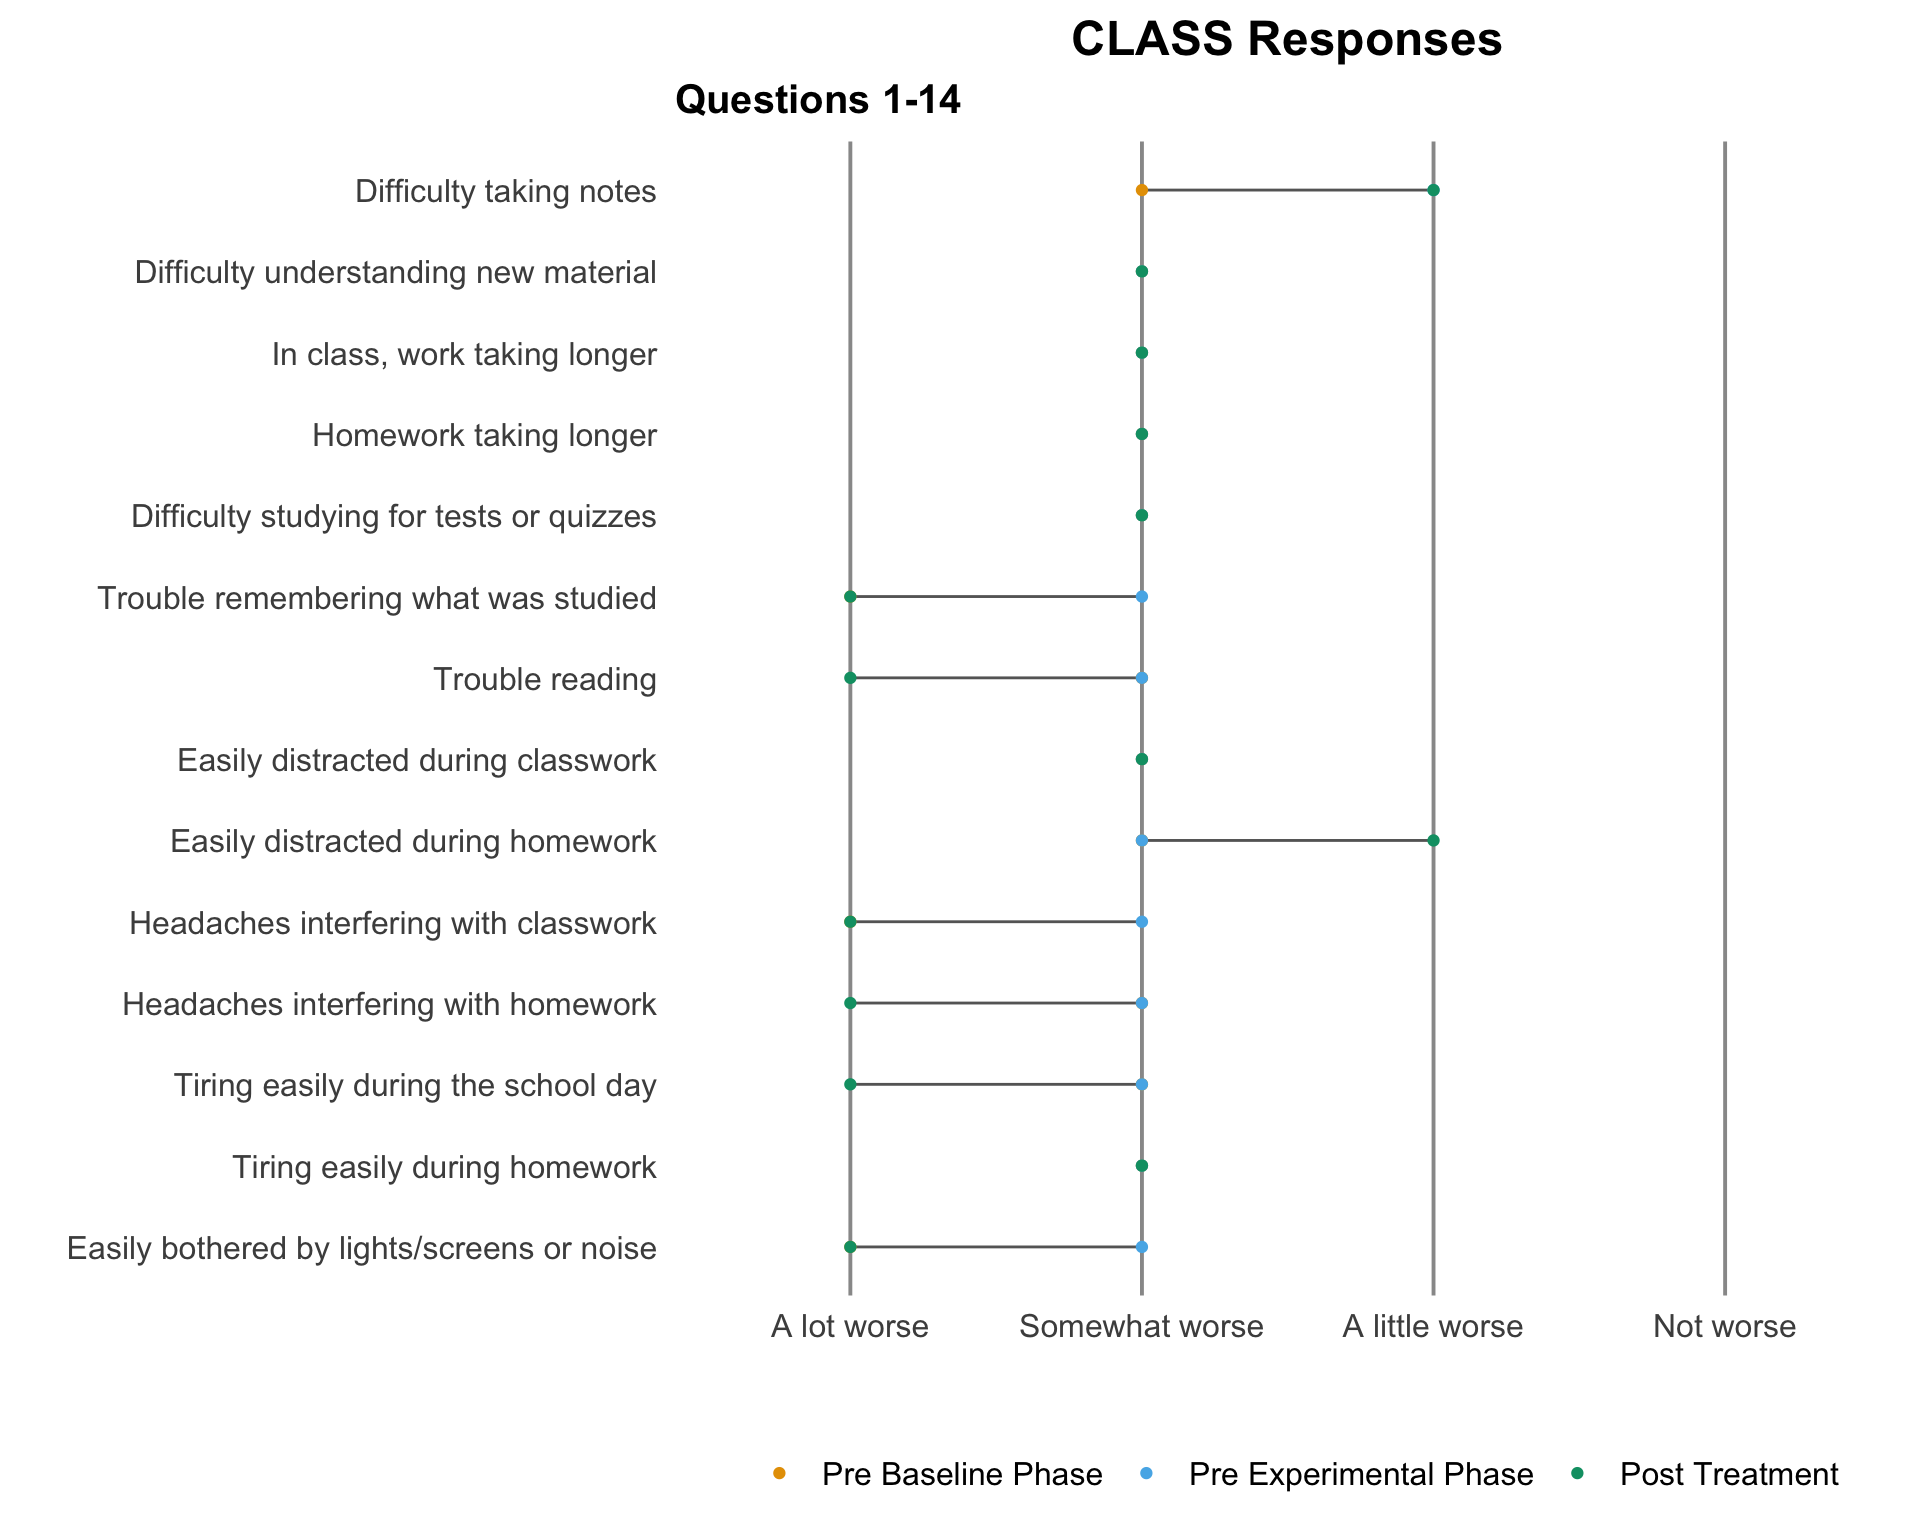 CLASS Responses
Questions 1-14
Difficulty taking notes
Difficulty understanding new material
In class, work taking longer
Homework taking longer
Difficulty studying for tests or quizzes
Trouble remembering what was studied
Trouble reading
Easily distracted during classwork
Easily distracted during homework
Headaches interfering with classwork
Headaches interfering with homework
Tiring easily during the school day
Tiring easily during homework
Easily bothered by lights/screens or noise
A lot worse Somewhat worse A little worse Not worse
Pre Baseline Phase Pre Experimental Phase Post Treatment